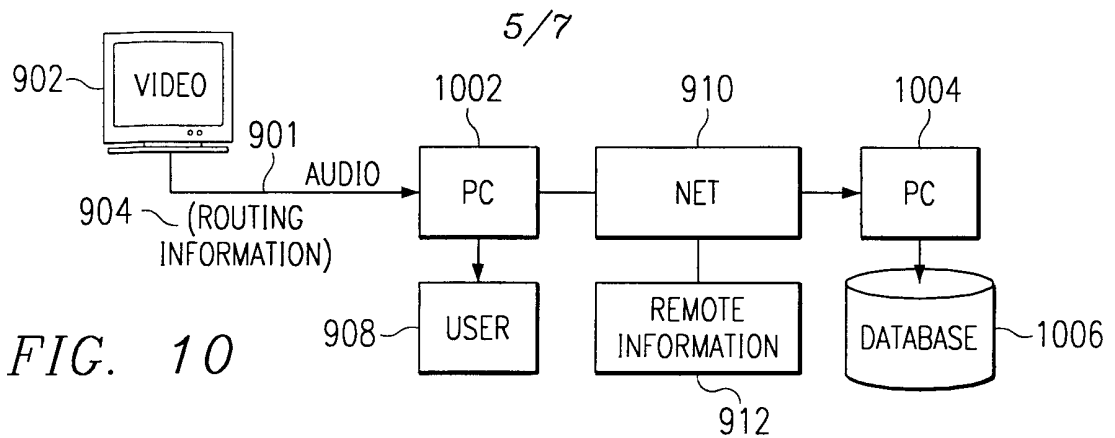 5/7
902
VIDEO
901
AUDIO
904
(ROUTING
INFORMATION)
1002
PC
910
NET
1004
PC
908
USER
REMOTE
INFORMATION
912
DATABASE
1006
FIG. 10